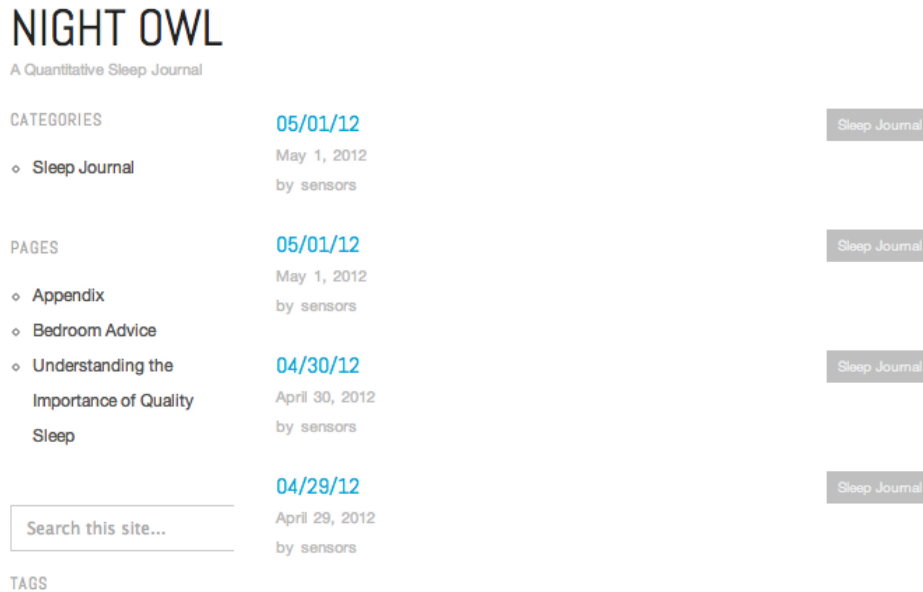 NIGHT OWL
A Quantitative Sleep Journal
CATEGORIES
Sleep Journal
PAGES
Appendix
Bedroom Advice
Understanding the
Importance of Quality
Sleep
Search this site...
TAGS
05/01/12
Sleep Journal
May 1, 2012
by sensors
05/01/12
Sleep Journal
May 1, 2012
by sensors
04/30/12
Sleep Journal
April 30, 2012
by sensors
04/29/12
Sleep Journal
April 29, 2012
by sensors